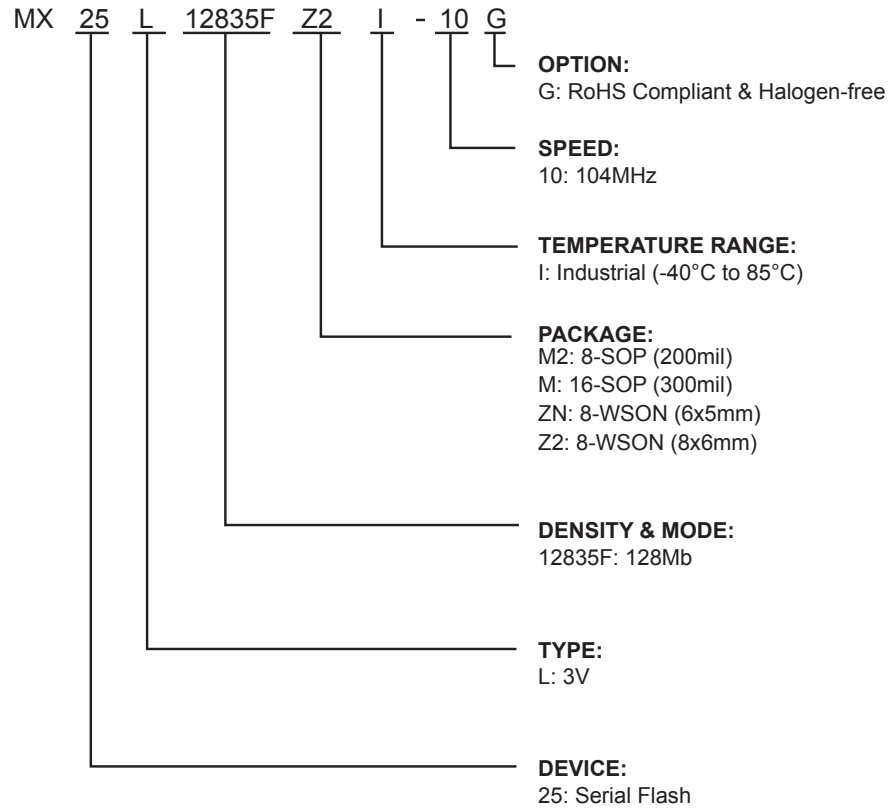 MX 25 L 12835F Z2 I - 10 G
OPTION:
G: RoHS Compliant & Halogen-free
SPEED:
10: 104MHz
TEMPERATURE RANGE:
I: Industrial (-40°C to 85°C)
PACKAGE:
M2: 8-SOP (200mil)
M: 16-SOP (300mil)
ZN: 8-WSON (6x5mm)
Z2: 8-WSON (8x6mm)
DENSITY & MODE:
12835F: 128Mb
TYPE:
L: 3V
DEVICE:
25: Serial Flash